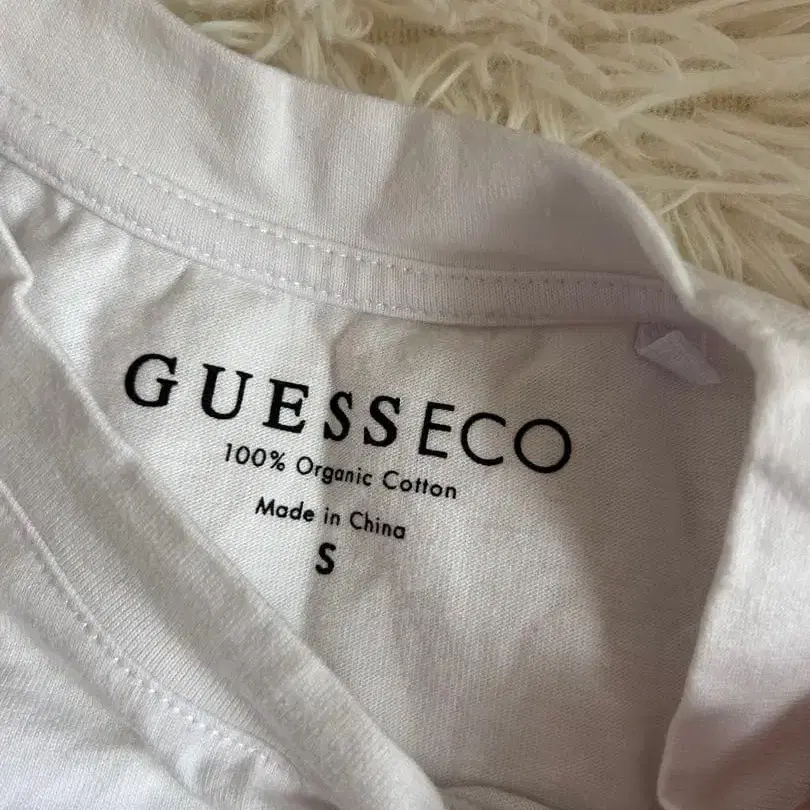 GUESSECO
100% Organic Cotton
Made in China
S